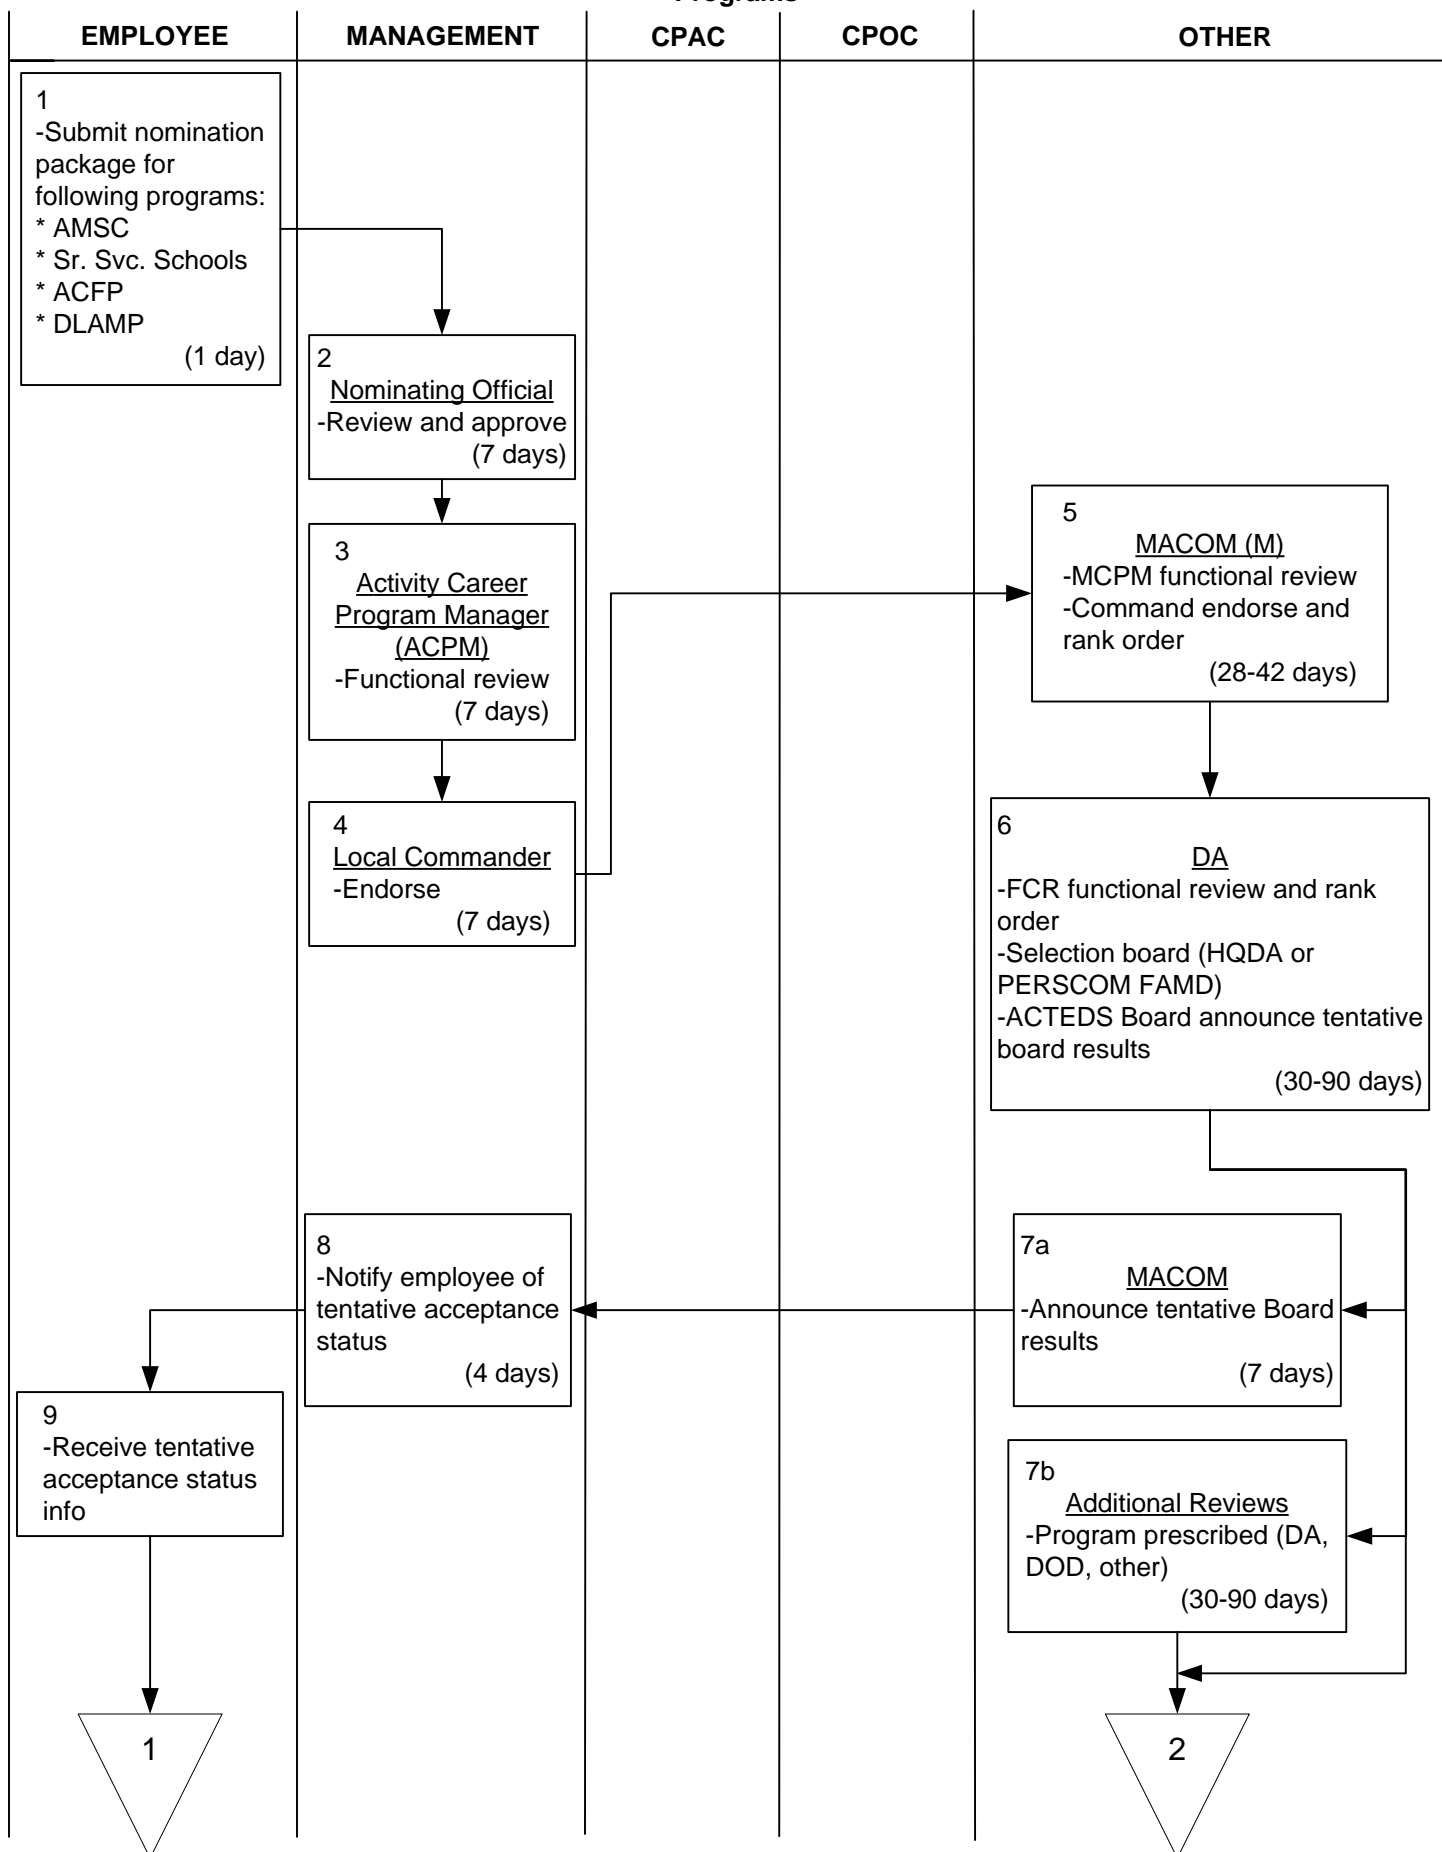 Programs
EMPLOYEE
MANAGEMENT
CPAC
CPOC
OTHER
1
-Submit nomination
package for
following programs:
* AMSC
* Sr. Svc. Schools
* ACFP
* DLAMP
(1 day)
2
Nominating Official
-Review and approve
(7 days)
3
Activity Career
Program Manager
(ACPM)
-Functional review
(7 days)
4
Local Commander
-Endorse
(7 days)
5
MACOM (M)
-MCPM functional review
-Command endorse and
rank order
(28-42 days)
6
DA
-FCR functional review and rank
order
-Selection board (HQDA or
PERSCOM FAMD)
-ACTEDS Board announce tentative
board results
(30-90 days)
7a
MACOM
-Announce tentative Board
results
(7 days)
7b
Additional Reviews
-Program prescribed (DA,
DOD, other)
(30-90 days)
8
-Notify employee of
tentative acceptance
status
(4 days)
9
-Receive tentative
acceptance status
info
1
2